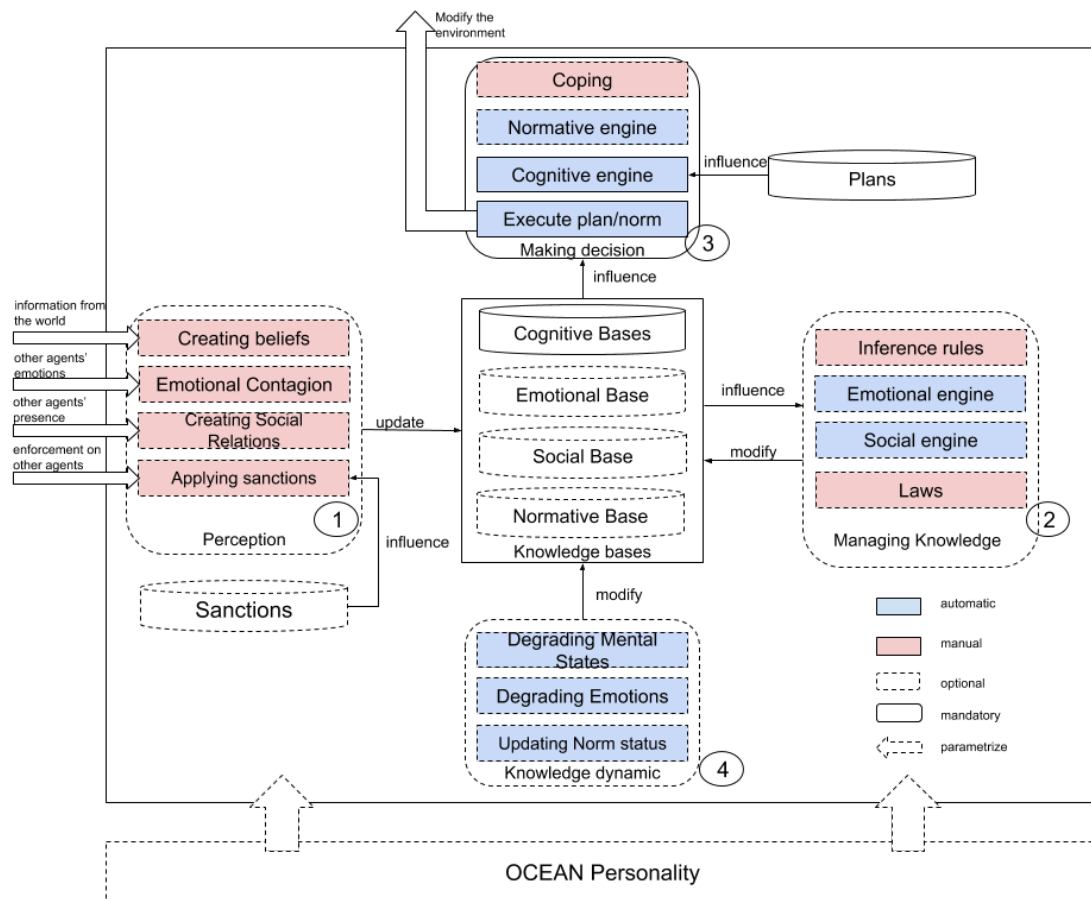 Modify the
environment
Coping
Normative engine
Cognitive engine
Execute plan/norm
Making decision
3
influence
Plans
influence
information from
the world
Creating beliefs
other agents'
emotions
Emotional Contagion
other agents'
presence
Creating Social
Relations
enforcement on
other agents
Applying sanctions
1
Perception
update
influence
Sanctions
Cognitive Bases
Emotional Base
Social Base
Normative Base
Knowledge bases
influence
modify
Inference rules
Emotional engine
Social engine
Laws
2
Managing Knowledge
modify
Degrading Mental
States
Degrading Emotions
Updating Norm status
Knowledge dynamic
4
automatic
manual
optional
mandatory
parametrize
OCEAN Personality